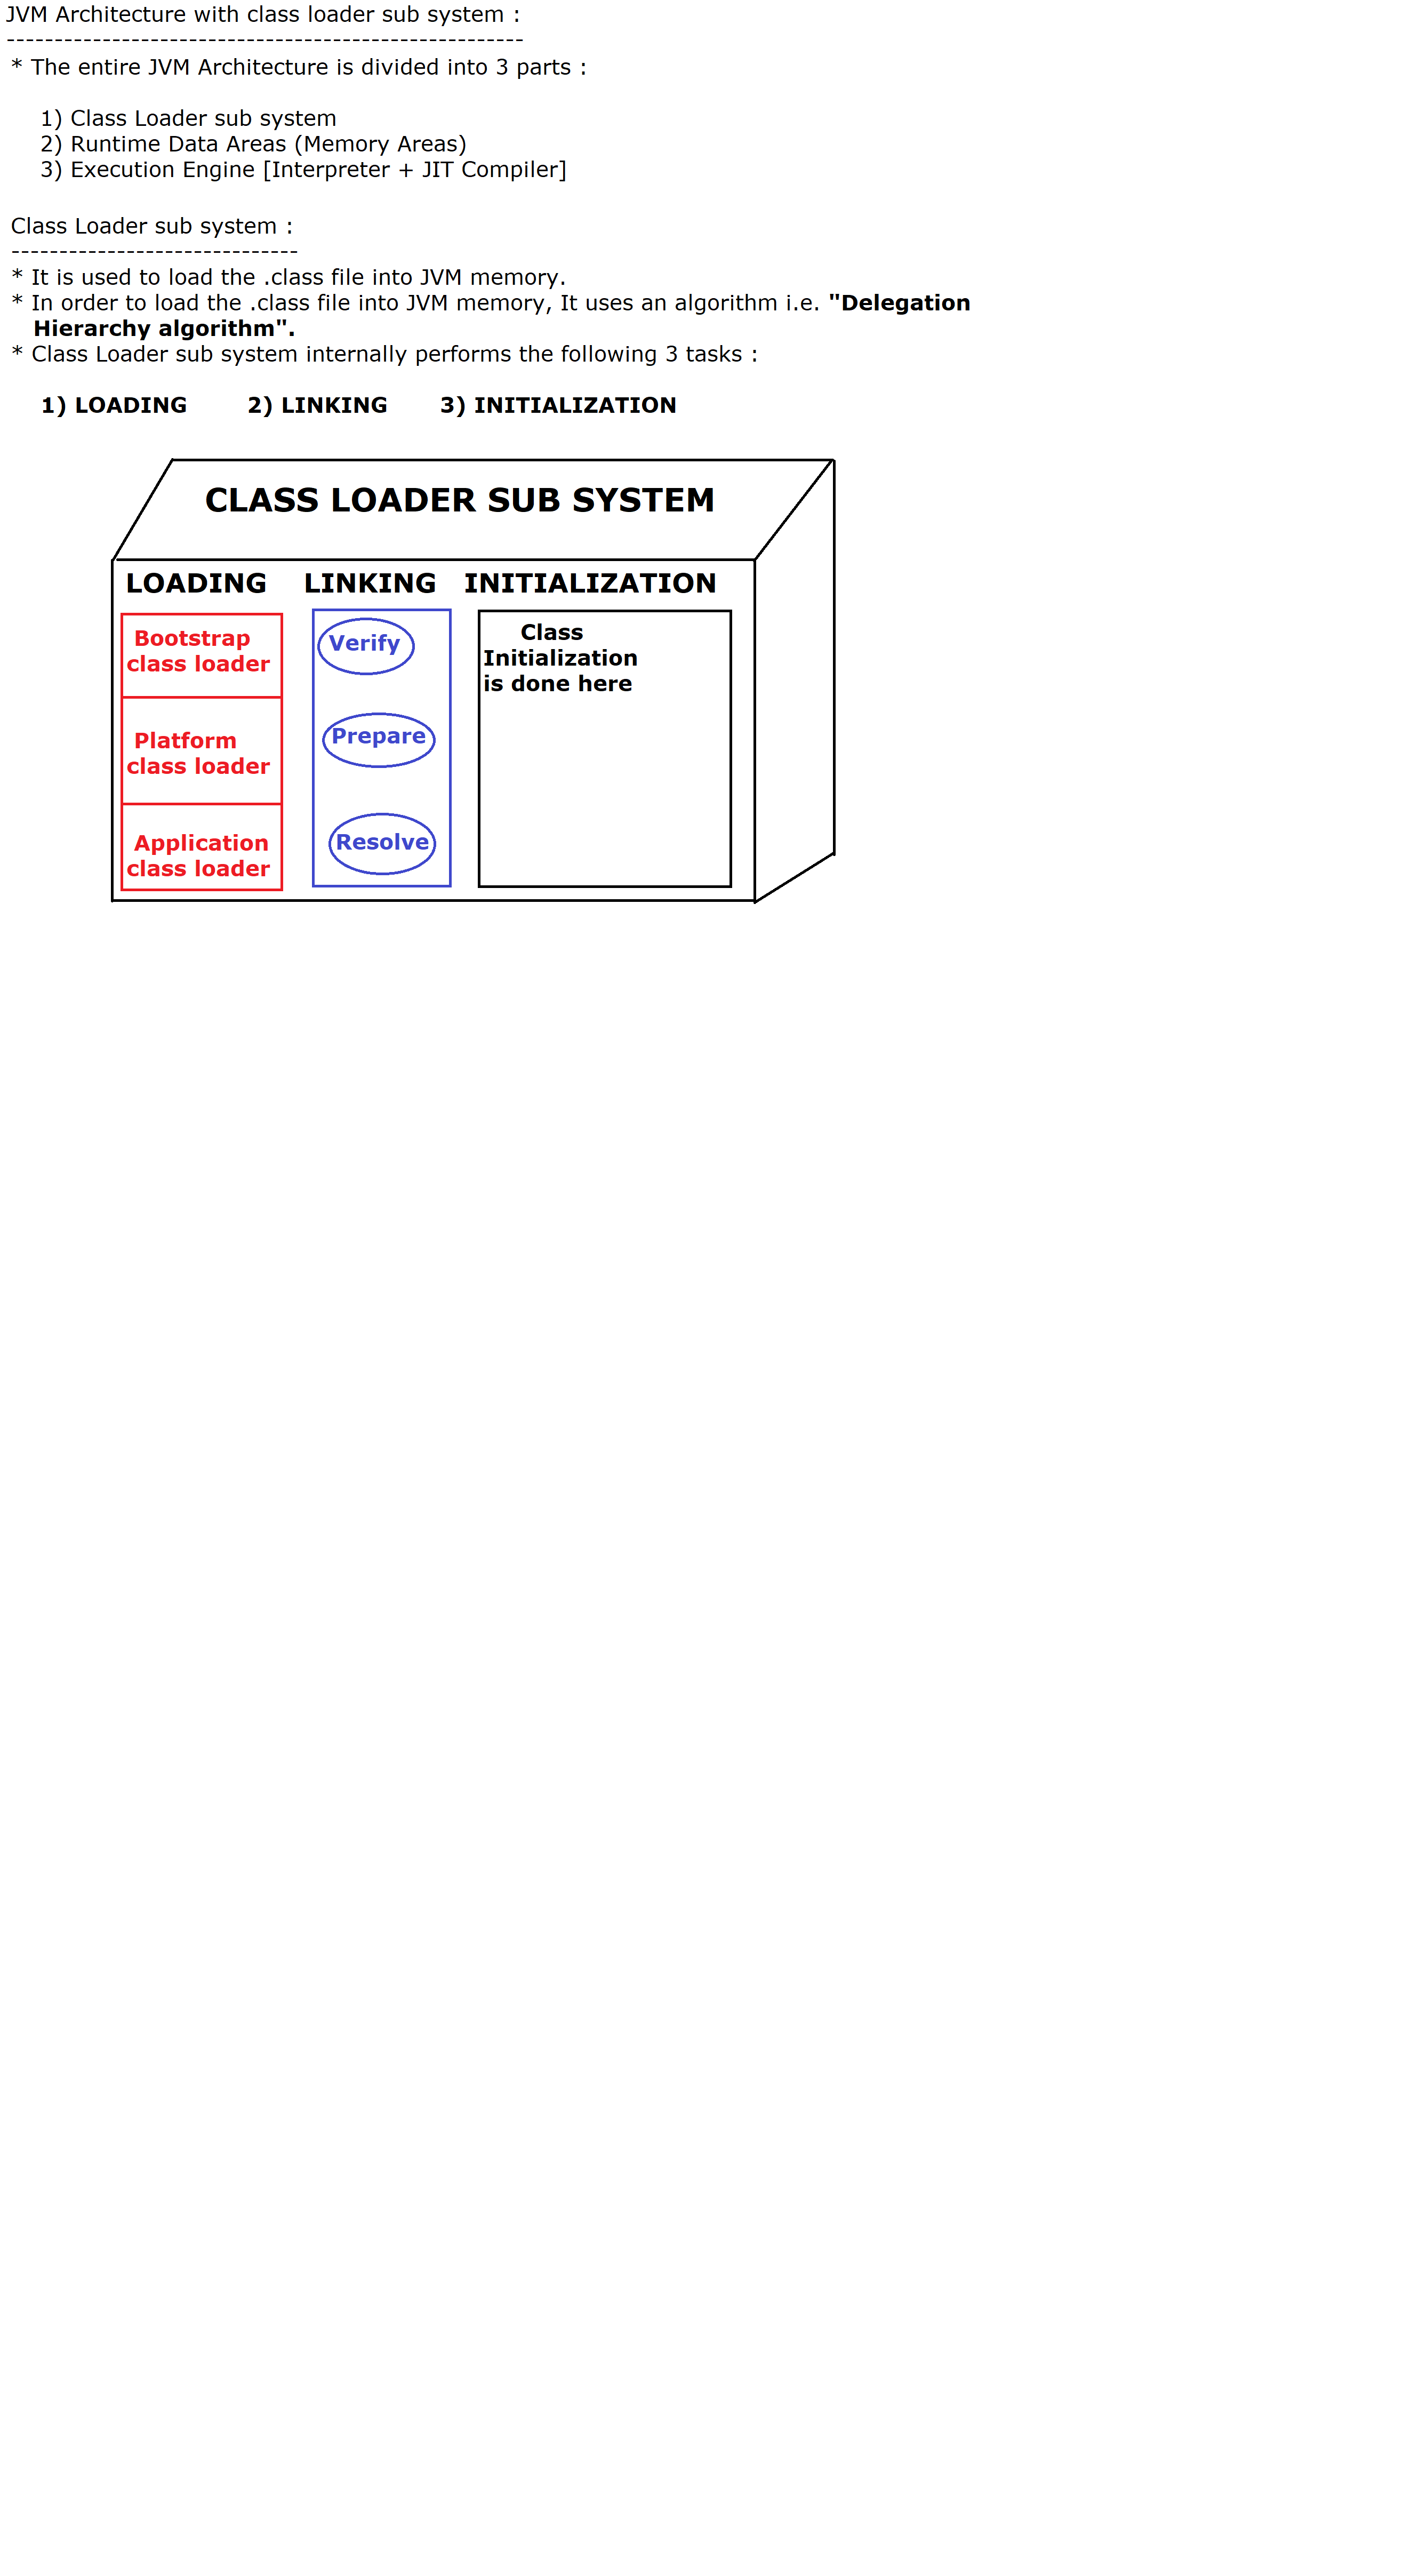 JVM Architecture with class loader sub system :
------------------------------------------------------
* The entire JVM Architecture is divided into 3 parts :
1) Class Loader sub system
2) Runtime Data Areas (Memory Areas)
3) Execution Engine [Interpreter + JIT Compiler]
Class Loader sub system :
------------------------------
* It is used to load the .class file into JVM memory.
* In order to load the .class file into JVM memory, It uses an algorithm i.e. "Delegation
Hierarchy algorithm".
* Class Loader sub system internally performs the following 3 tasks :
1) LOADING 2) LINKING 3) INITIALIZATION
CLASS LOADER SUB SYSTEM
LOADING LINKING INITIALIZATION
Bootstrap
class loader
Platform
class loader
Application
class loader
Verify
Prepare
Resolve
Class
Initialization
is done here